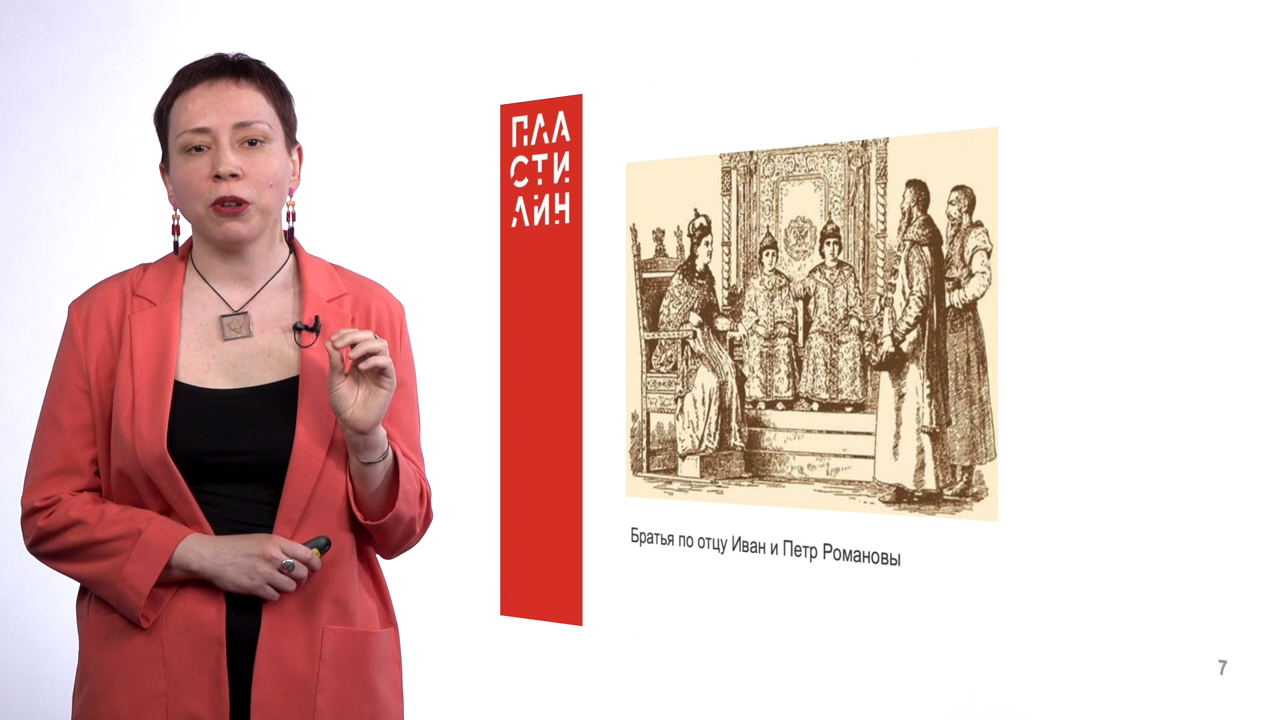 ПЛА
СТИ
ЛИН
Братья по отцу Иван и Петр Романовы
7